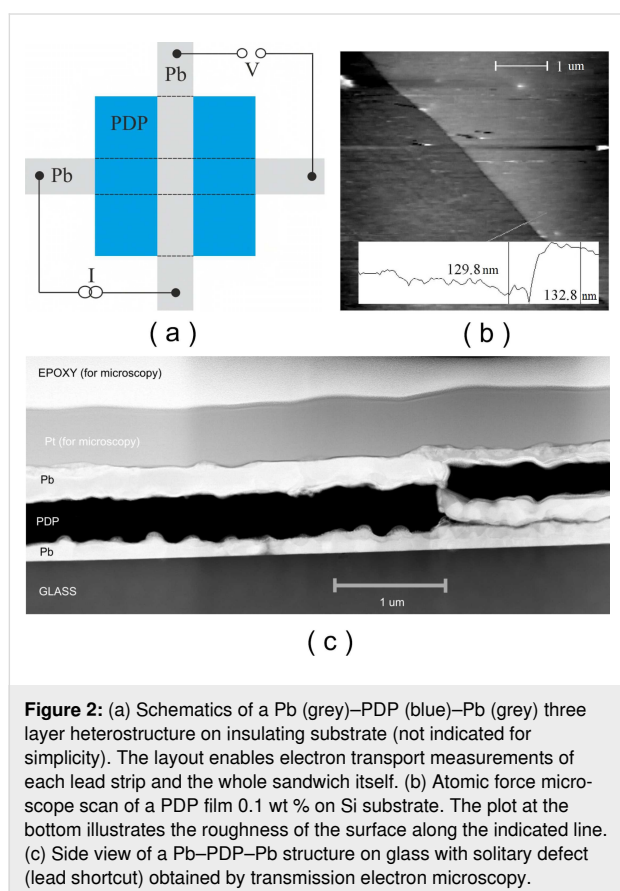 Pb
V
PDP
Pb
I
( a )
1 um
129.8 nm
132.8 nm
( b )
EPOXY (for microscopy)
Pt (for microscopy)
Pb
PDP
Pb
GLASS
1 um
( c )
Figure 2: (a) Schematics of a Pb (grey)–PDP (blue)–Pb (grey) three
layer heterostructure on insulating substrate (not indicated for
simplicity). The layout enables electron transport measurements of
each lead strip and the whole sandwich itself. (b) Atomic force micro-
scope scan of a PDP film 0.1 wt % on Si substrate. The plot at the
bottom illustrates the roughness of the surface along the indicated line.
(c) Side view of a Pb–PDP–Pb structure on glass with solitary defect
(lead shortcut) obtained by transmission electron microscopy.